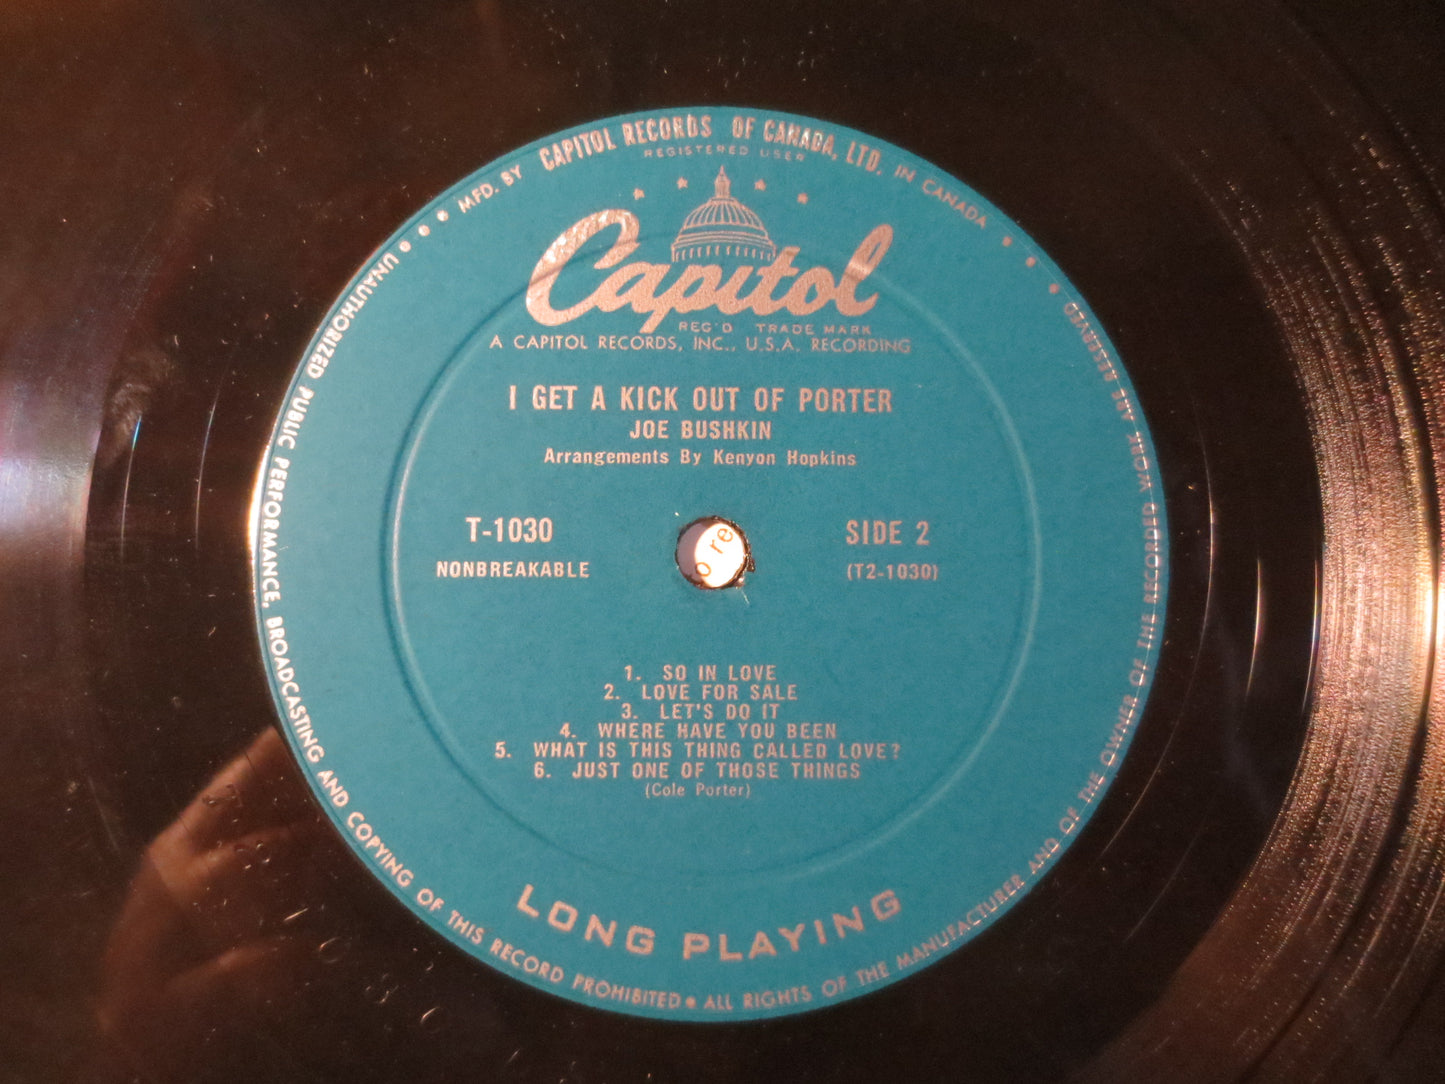 MFD. BY CAPITOL RECORDS OF CANADA, LTD. IN CANADA
REGISTERED USER
Capitol
REG'D TRADE MARK
A CAPITOL RECORDS, INC., U.S.A. RECORDING
I GET A KICK OUT OF PORTER
JOE BUSHKIN
Arrangements By Kenyon Hopkins
T-1030
SIDE 2
NONBREAKABLE
(T2-1030)
o re
1. SO IN LOVE
2. LOVE FOR SALE
3. LET'S DO IT
4. WHERE HAVE YOU BEEN
5. WHAT IS THIS THING CALLED LOVE?
6. JUST ONE OF THOSE THINGS
(Cole Porter)
LONG PLAYING
UNAUTHORIZED PUBLIC PERFORMANCE, BROADCASTING AND COPYING OF THIS RECORD PROHIBITED • ALL RIGHTS OF THE MANUFACTURER AND OF THE OWNER OF THE RECORDED WORK ARE RESERVED